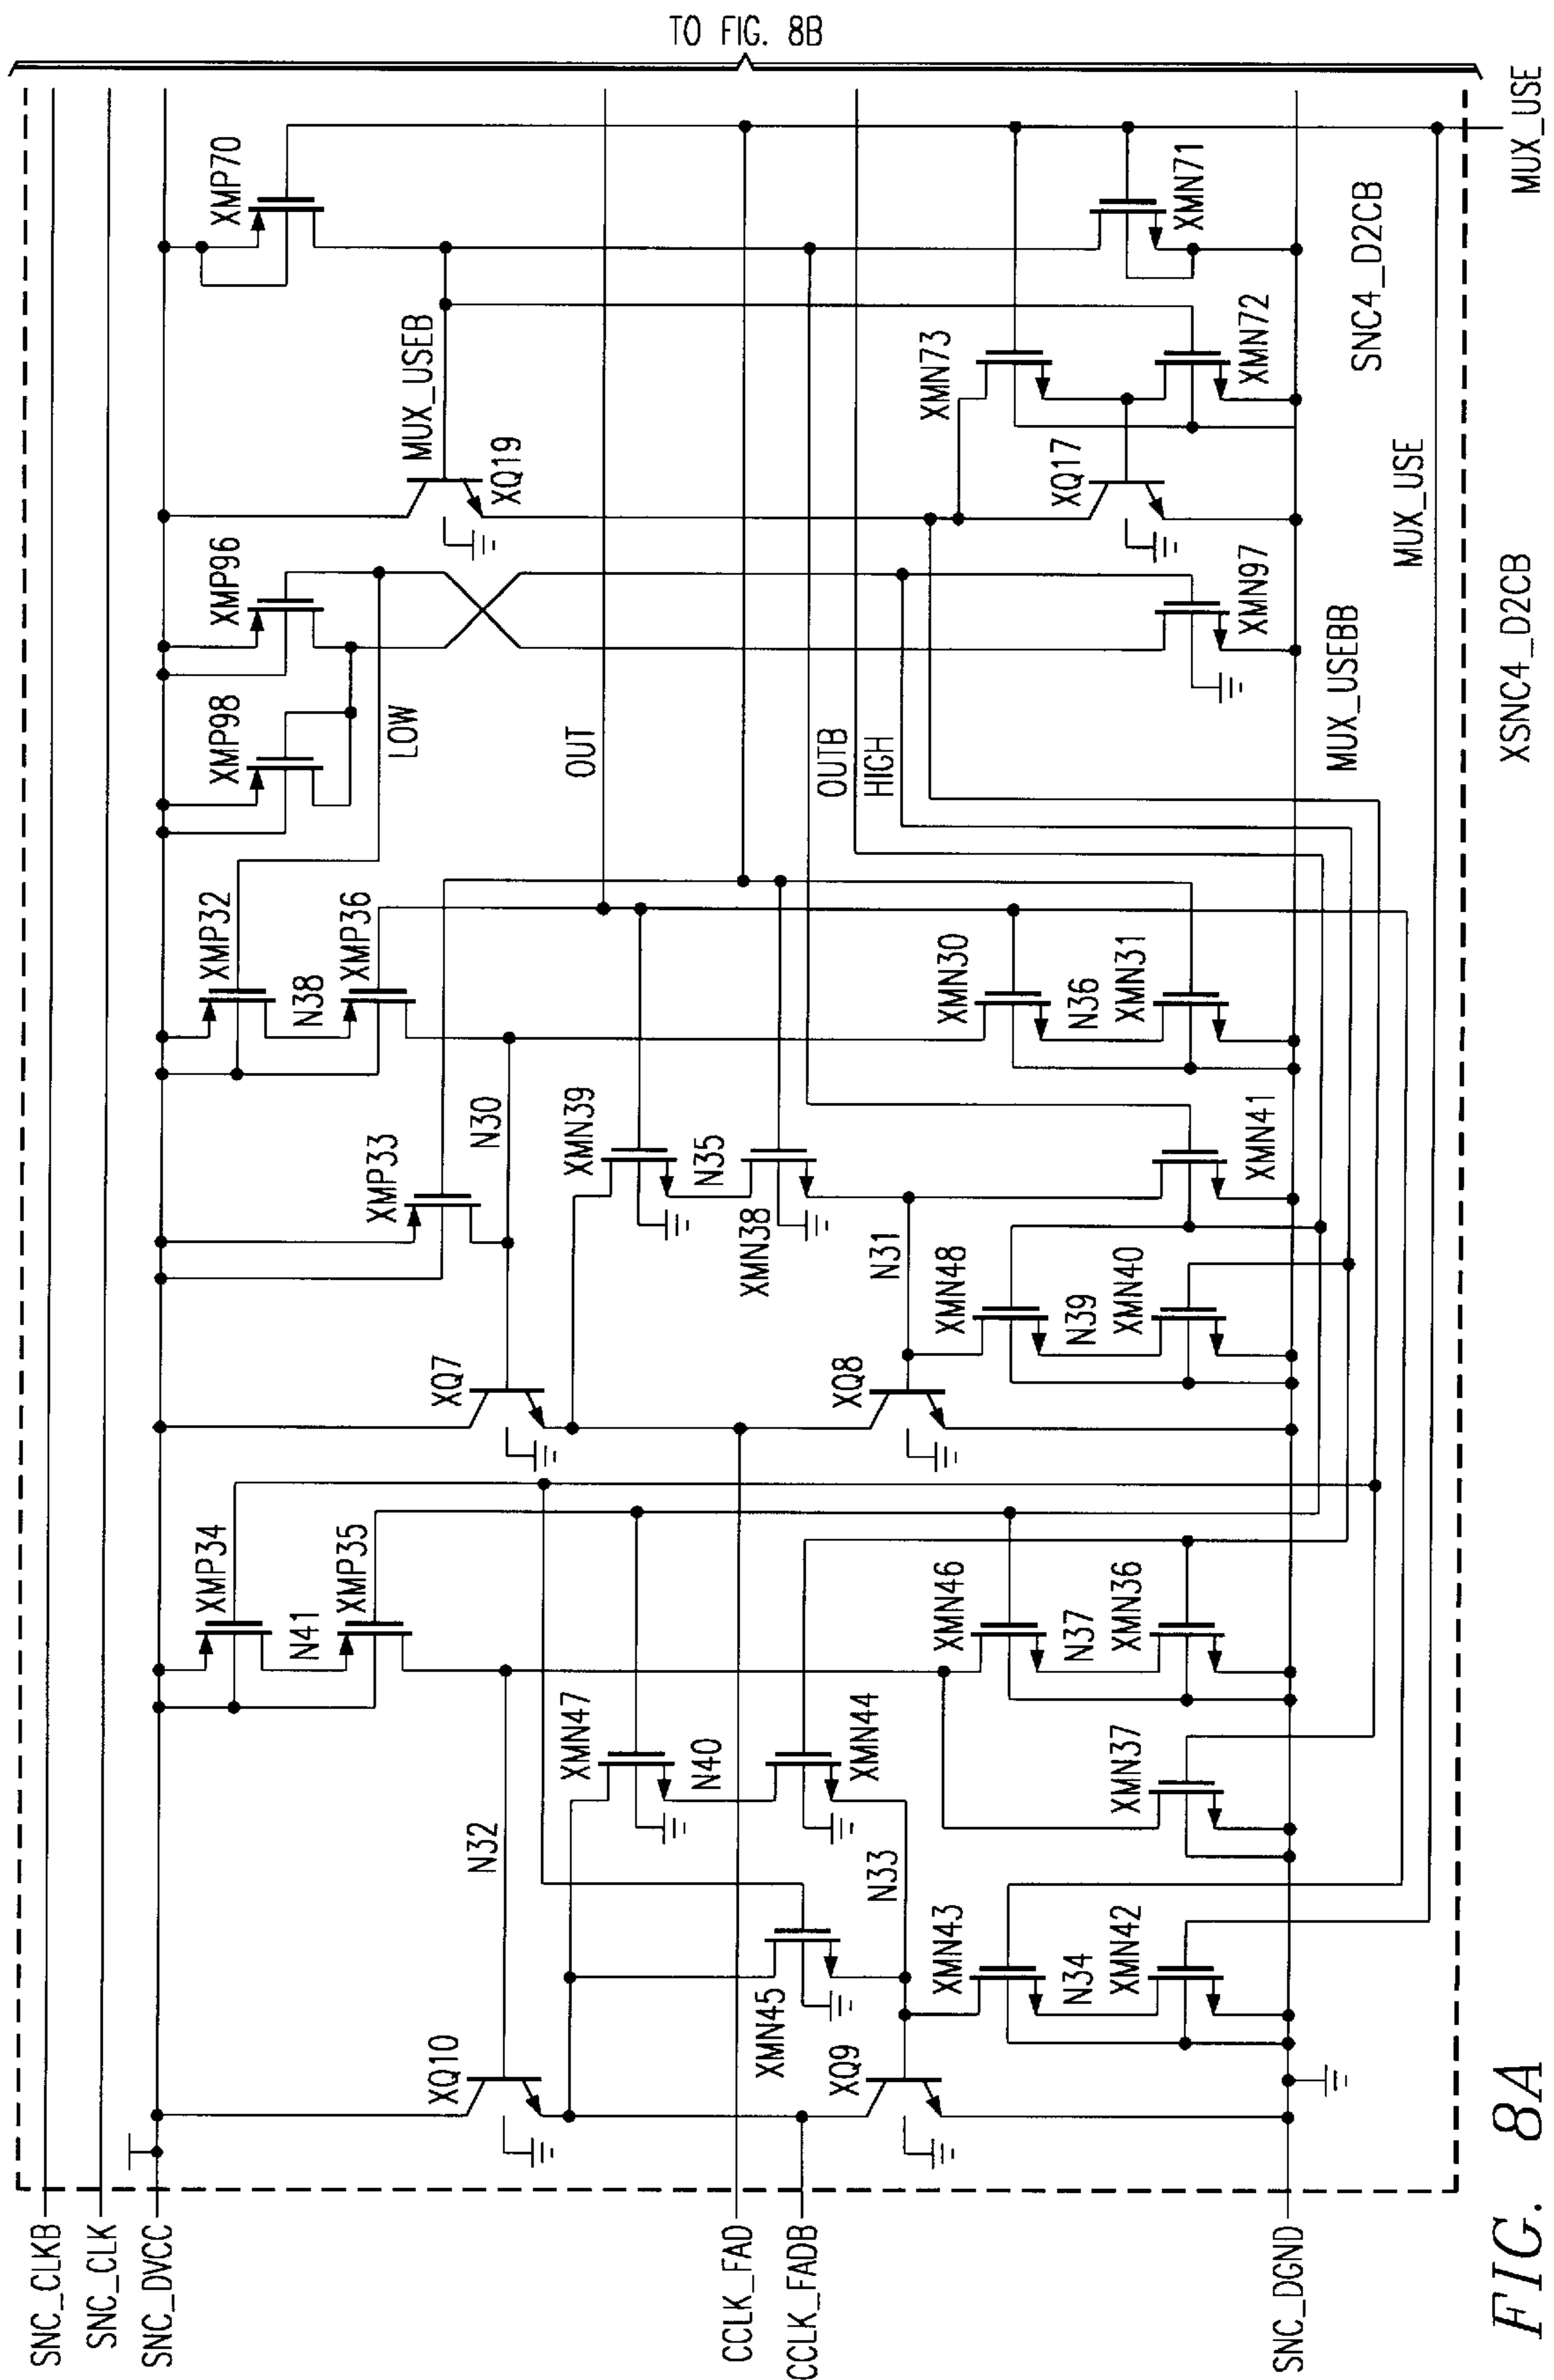 TO FIG. 8B
SNC_CLKB
SNC_CLK
SNC_DVCC
CCLK_FAD
CCLK_FADB
SNC_DGND
XMP34
N41
XMP35
XMP33
XMP32
N38
XMP36
XMP98
XMP96
LOW
XMP70
XQ10
N32
XMN47
N40
XMN44
XMN45
XQ9
N33
XMN43
N34
XMN42
XMN37
XMN46
N37
XMN36
XQ7
N30
XMN39
N35
XMN38
XQ8
N31
XMN48
N39
XMN40
XMN41
XMN30
N36
XMN31
OUT
OUTB
HIGH
XMN97
MUX_USEBB
XQ19
MUX_USEB
XQ17
XMN73
XMN72
XMN71
SNC4_D2CB
MUX_USE
MUX_USE
XSNC4_D2CB
FIG. 8A